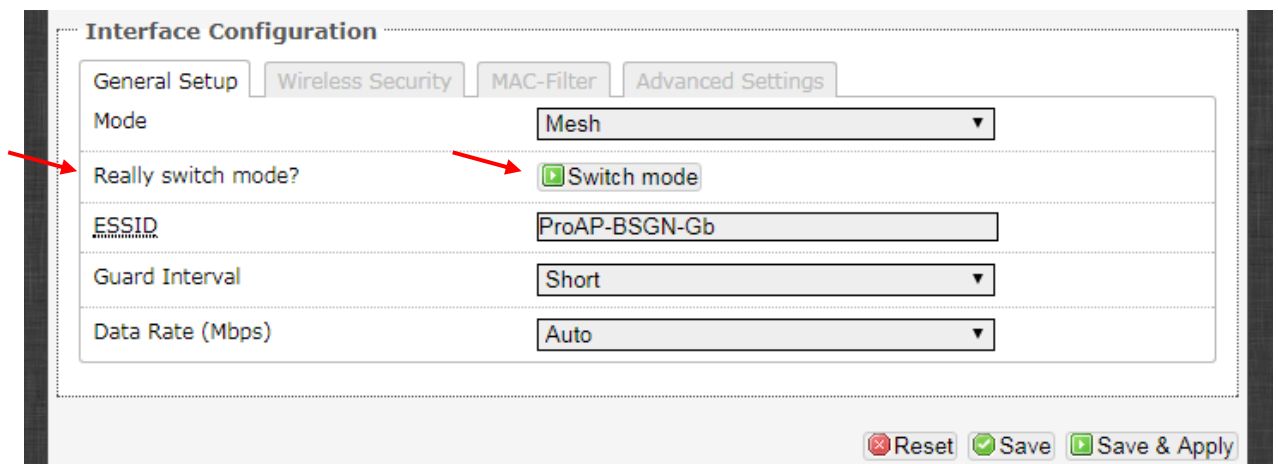 Interface Configuration
General Setup Wireless Security MAC-Filter Advanced Settings
Mode Mesh
Really switch mode? Switch mode
ESSID ProAP-BSGN-Gb
Guard Interval Short
Data Rate (Mbps) Auto
Reset Save Save & Apply